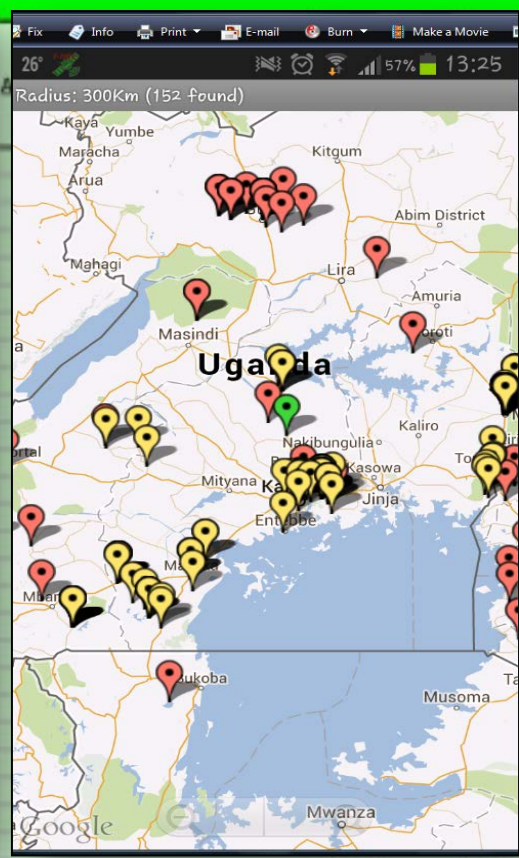 Fix Info Print E-mail Burn Make a Movie
26° 57% 13:25
Radius: 300Km (152 found)
Kaya
Yumbe
Maracha
Kitgum
Arua
Abim District
Mahagi
Lira
Amuria
Masindi
Uganda
Kaliro
Nakibungulia
Mityana
Kasowa
Jinja
Entebbe
Bukoba
Musoma
Mwanza
Google